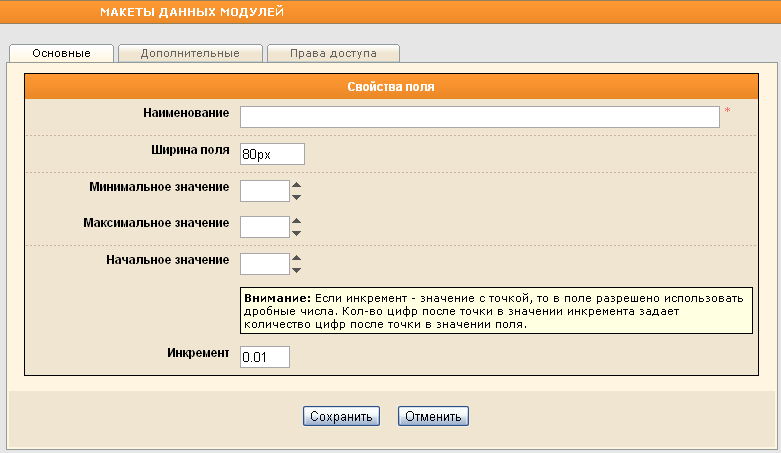 МАКЕТЫ ДАННЫХ МОДУЛЕЙ
Основные Дополнительные Права доступа
Свойства поля
Наименование *
Ширина поля 80px
Минимальное значение
Максимальное значение
Начальное значение
Внимание: Если инкремент - значение с точкой, то в поле разрешено использовать
дробные числа. Кол-во цифр после точки в значении инкремента задает
количество цифр после точки в значении поля.
Инкремент 0.01
Сохранить Отменить